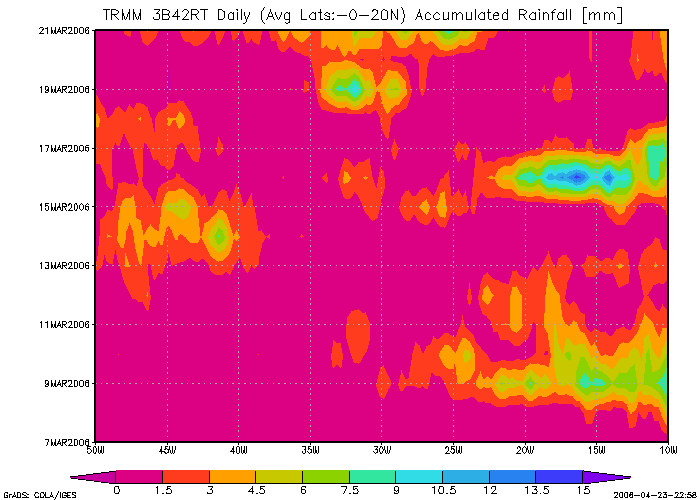 TRMM 3B42RT Daily (Avg Lats:-0-20N) Accumulated Rainfall [mm]
21MAR2006
19MAR2006
17MAR2006
15MAR2006
13MAR2006
11MAR2006
9MAR2006
7MAR2006
50W 45W 40W 35W 30W 25W 20W 15W 10W
0 1.5 3 4.5 6 7.5 9 10.5 12 13.5 15
GrADS: COLA/IGES 2006-04-23-22:58